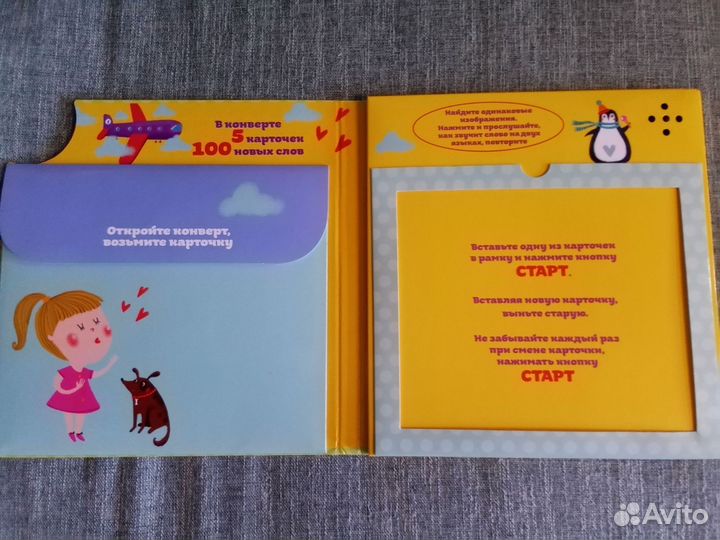 В конверте
5 карточек
100 новых слов
Откройте конверт,
возьмите карточку
Найдите одинаковые
изображения.
Нажмите и прослушайте,
как звучит слово на двух
языках, повторите
Вставьте одну из карточек
в рамку и нажмите кнопку
СТАРТ.
Вставляя новую карточку,
выньте старую.
Не забывайте каждый раз
при смене карточки,
нажимать кнопку
СТАРТ
Avito